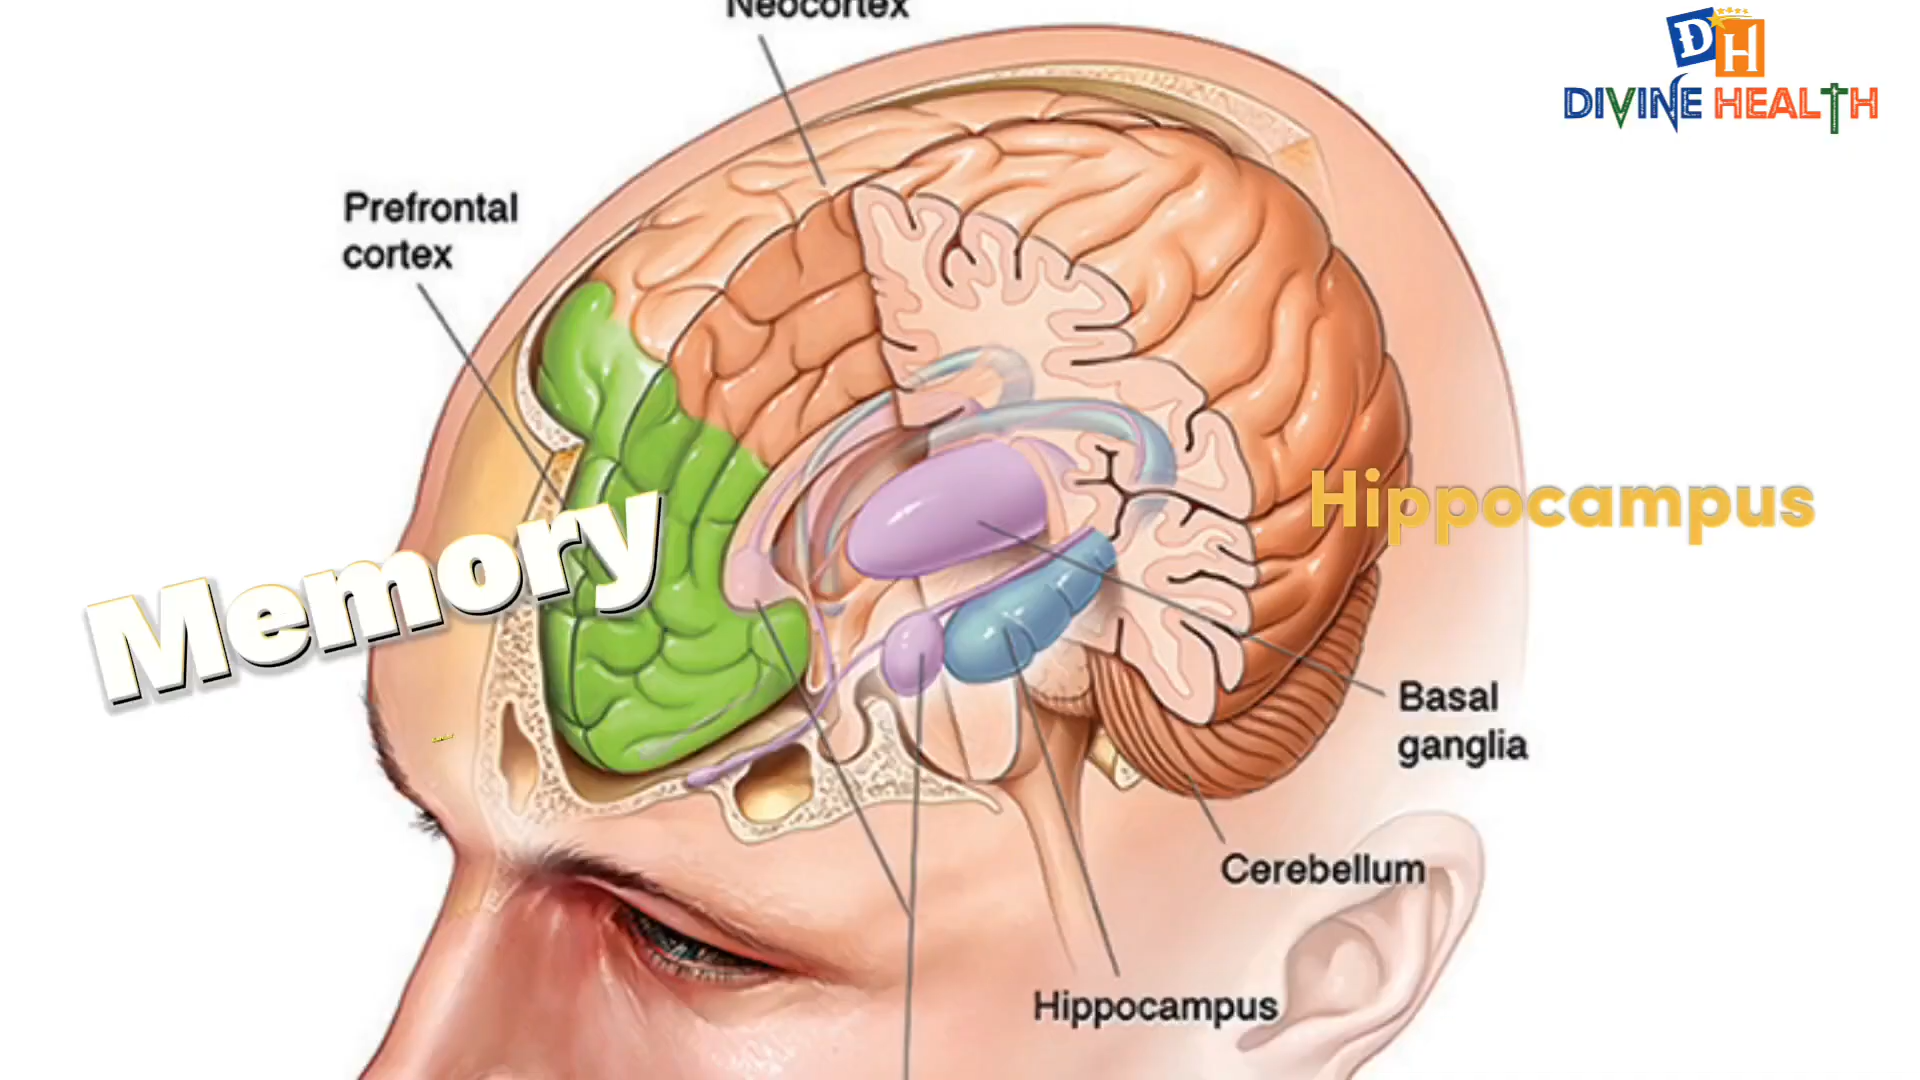 Neocortex
DH
DIVINE HEALTH
Prefrontal
cortex
Memory
Hippocampus
Basal
ganglia
Cerebellum
Hippocampus